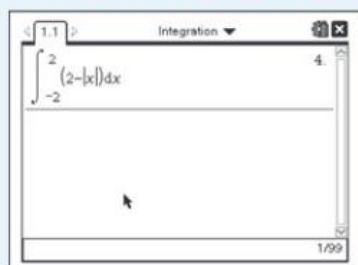 1.1 Integration
∫_{-2}^{2} (2-|x|)dx 4.
1/99